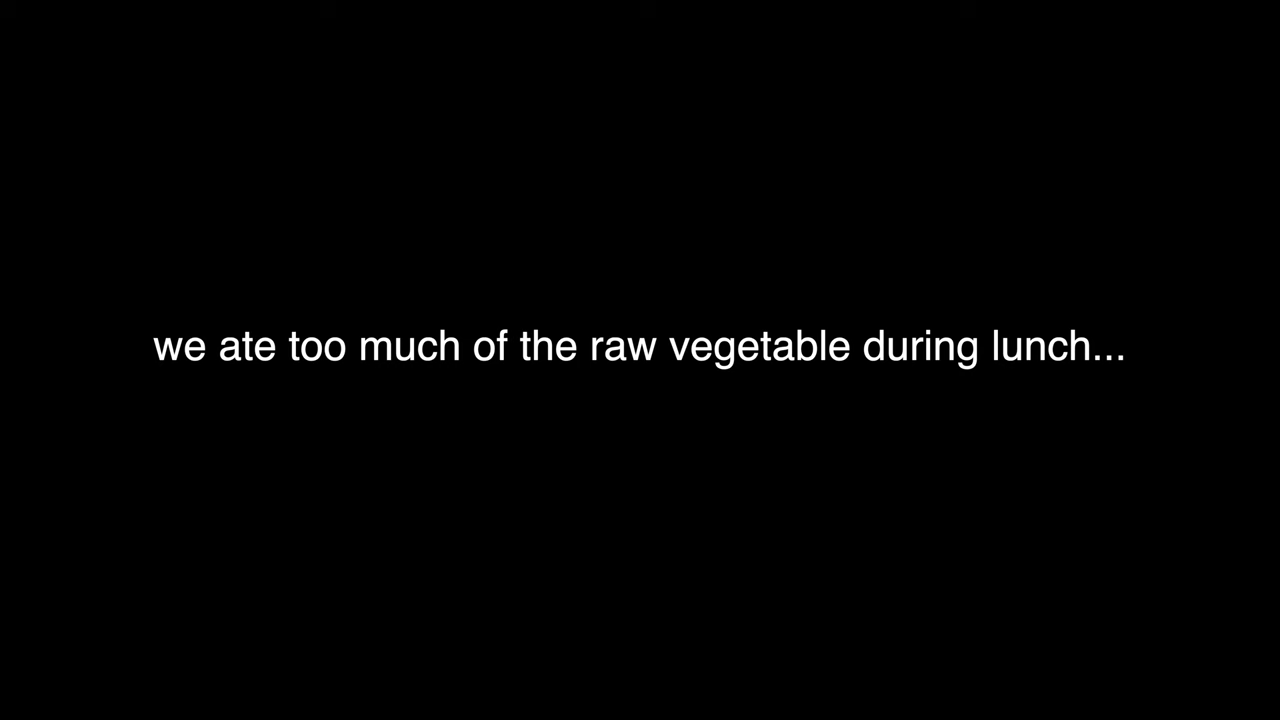 we ate too much of the raw vegetable during lunch...